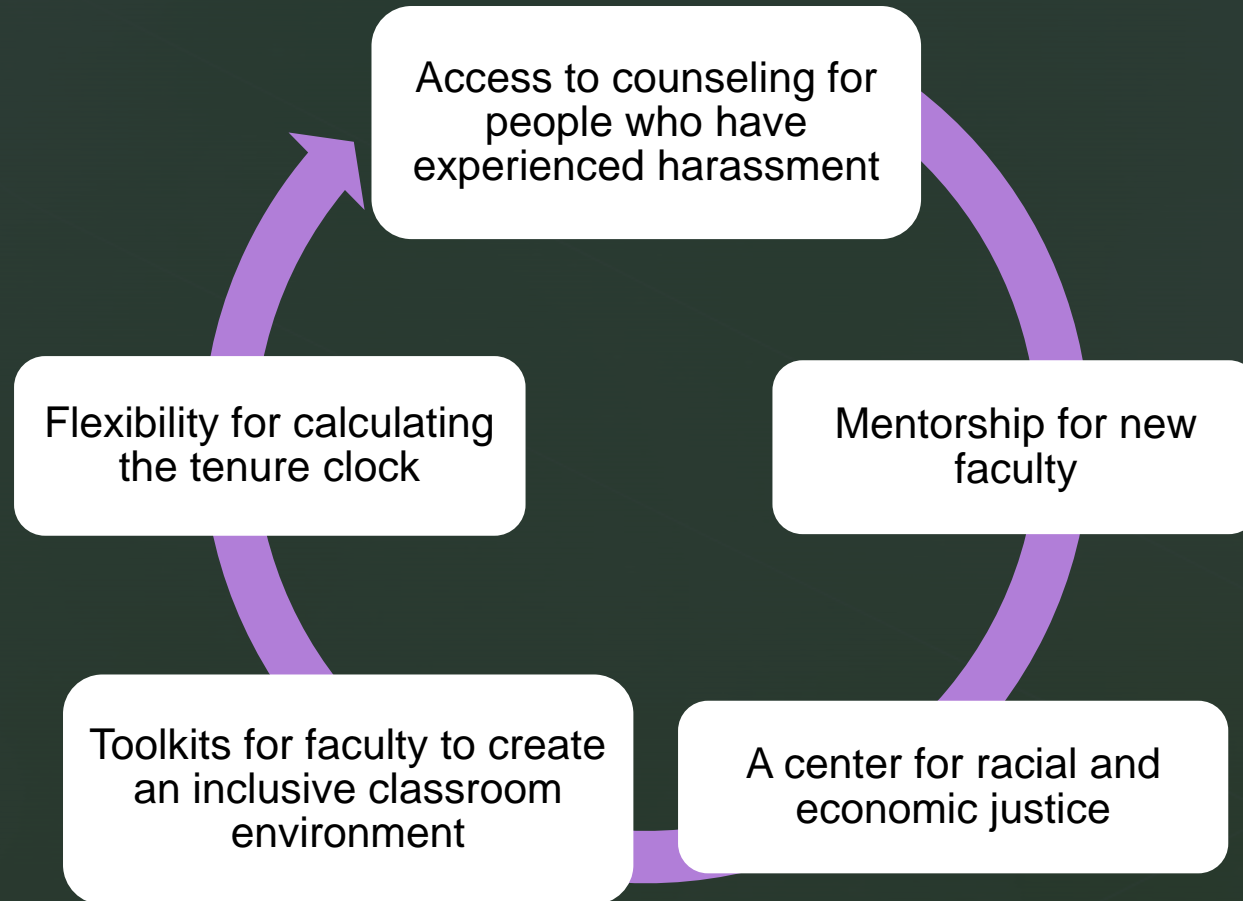 Access to counseling for
people who have
experienced harassment
Mentorship for new
faculty
A center for racial and
economic justice
Toolkits for faculty to create
an inclusive classroom
environment
Flexibility for calculating
the tenure clock